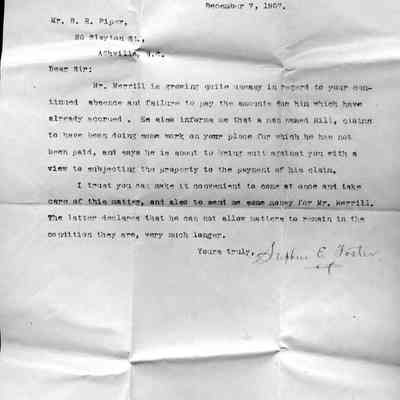 December 7, 1907.
Mr. B. R. Piper,
20 Clayton St.,
Ashville, N.C.
Dear Sir:
Mr. Merrill is growing quite uneasy in regard to your con-
tinued absence and failure to pay the amounts due him which have
already accrued . He also informs me that a man named Hill, claims
to have been doing some work on your place for which he has not
been paid, and says he is about to bring suit against you with a
view to subjecting the property to the payment of his claim.
I trust you can make it convenient to come at once and take
care of this matter, and also to send me some money for Mr. Merrill.
The latter declares that he can not allow matters to remain in the
condition they are, very much longer.
Yours truly, Stephen E. Foster